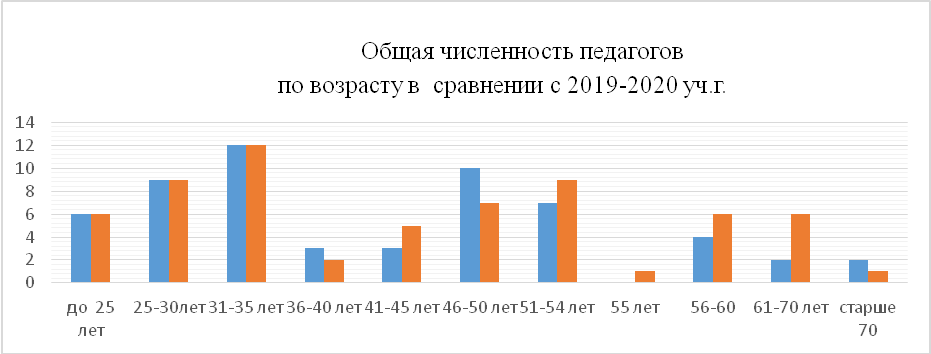 Общая численность педагогов
по возрасту в  сравнении с 2019-2020 уч.г.
14
12
10
8
6
4
2
0
до  25 лет
25-30лет
31-35 лет
36-40 лет
41-45 лет
46-50 лет
51-54 лет
55 лет
56-60
61-70 лет
старше 70